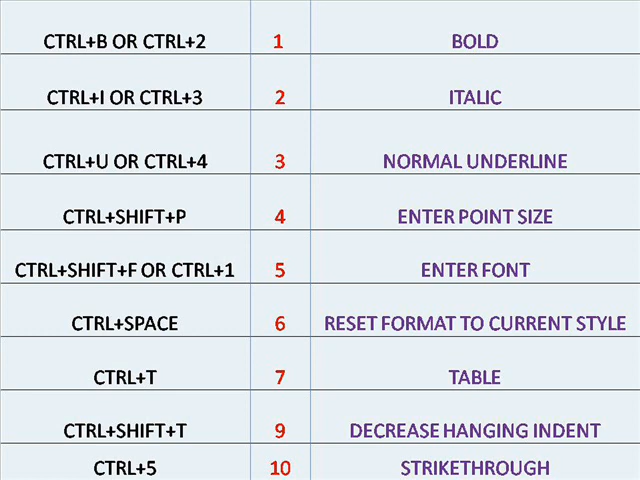 CTRL+B OR CTRL+2 1 BOLD
CTRL+I OR CTRL+3 2 ITALIC
CTRL+U OR CTRL+4 3 NORMAL UNDERLINE
CTRL+SHIFT+P 4 ENTER POINT SIZE
CTRL+SHIFT+F OR CTRL+1 5 ENTER FONT
CTRL+SPACE 6 RESET FORMAT TO CURRENT STYLE
CTRL+T 7 TABLE
CTRL+SHIFT+T 9 DECREASE HANGING INDENT
CTRL+5 10 STRIKETHROUGH